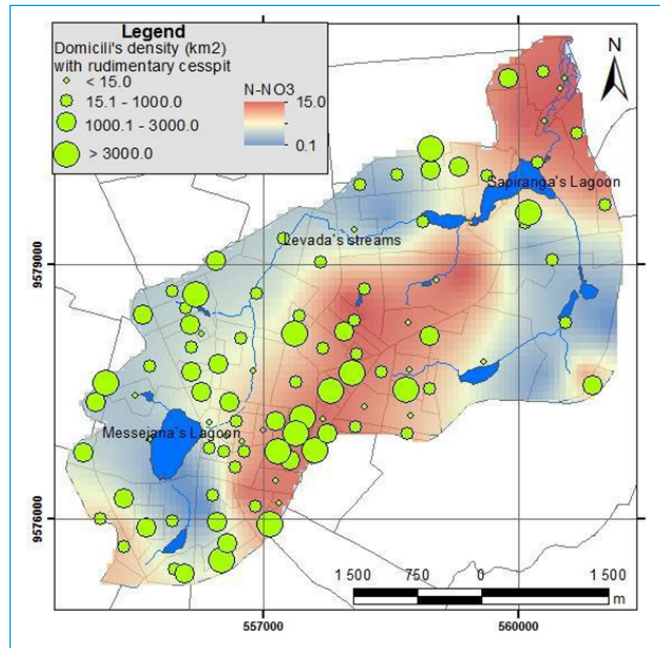 Legend
Domicili's density (km2)
with rudimentary cesspit
< 15.0
15.1 - 1000.0
1000.1 - 3000.0
> 3000.0
N-NO3
15.0
0.1
N
Sapiranga's Lagoon
Levada's streams
Messejana's Lagoon
9579000
9576000
1 500 750 0 1 500
m
557000 560000